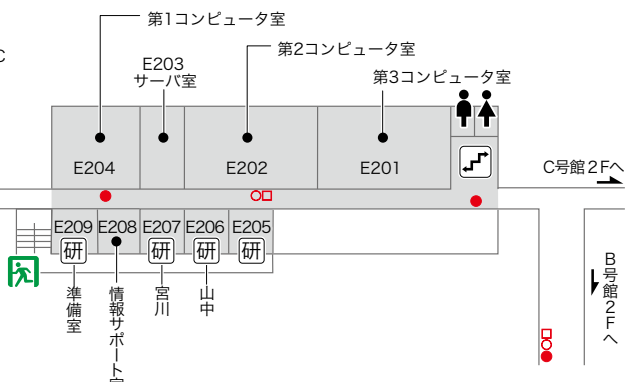 第1コンピュータ室
第2コンピュータ室
E203
サーバ室
第3コンピュータ室
E204
E202
E201
C号館2Fへ
E209
E208
E207
E206
E205
研
研
研
研
準備室
情報サポート室
宮川
山中
B号館2Fへ